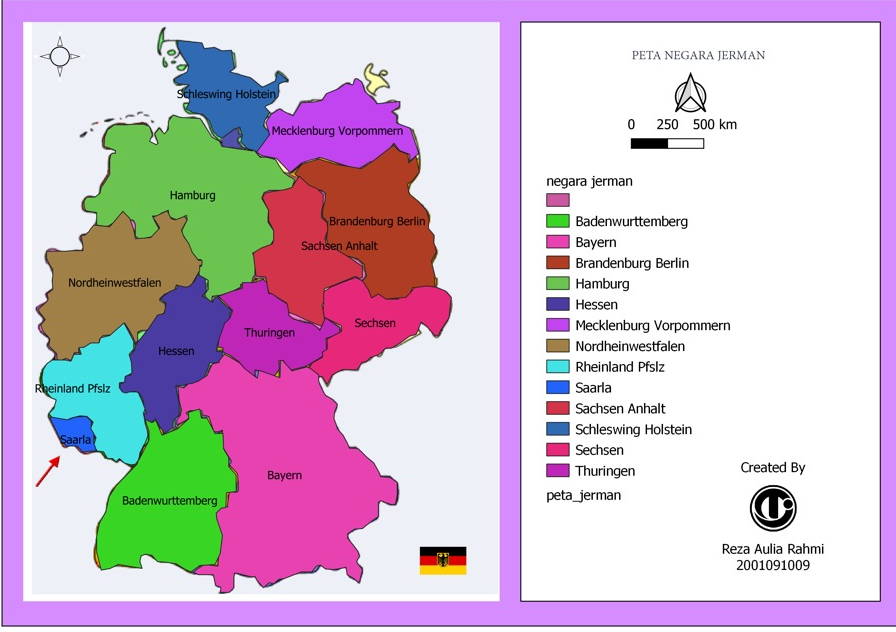 Schleswing Holstein
Mecklenburg Vorpommern
Hamburg
Brandenburg Berlin
Sachsen Anhalt
Nordheinwestfalen
Sechsen
Thuringen
Hessen
Rheinland Pfslz
Saarla
Bayern
Badenwurttemberg
PETA NEGARA JERMAN
0 250 500 km
negara jerman
Badenwurttemberg
Bayern
Brandenburg Berlin
Hamburg
Hessen
Mecklenburg Vorpommern
Nordheinwestfalen
Rheinland Pfslz
Saarla
Sachsen Anhalt
Schleswing Holstein
Sechsen
Thuringen
peta_jerman
Created By
Reza Aulia Rahmi
2001091009